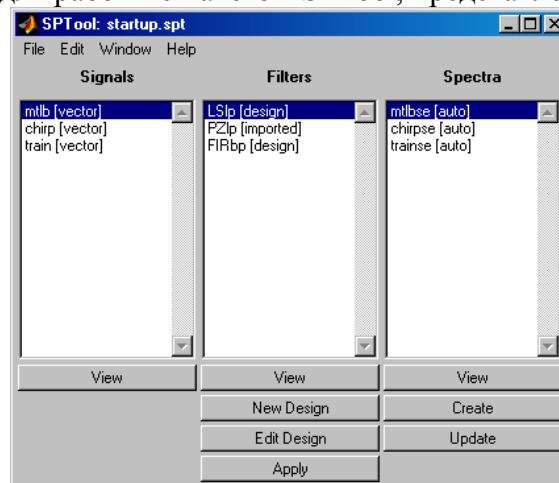 SPTool: startup.spt
File Edit Window Help
Signals Filters Spectra
mtlb [vector] LSlp [design] mtlbse [auto]
chirp [vector] PZlp [imported] chirpse [auto]
train [vector] FIRbp [design] trainse [auto]
View View View
New Design Create
Edit Design Update
Apply